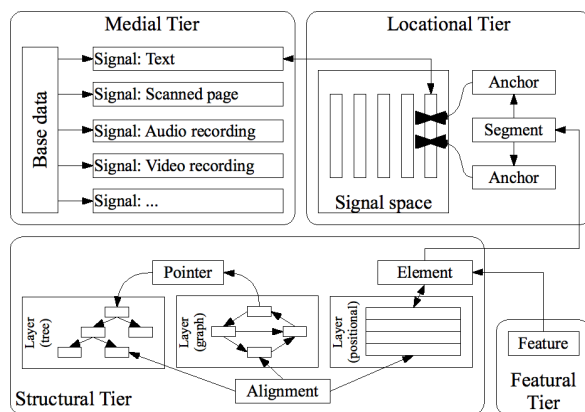 Medial Tier
Base data
Signal: Text
Signal: Scanned page
Signal: Audio recording
Signal: Video recording
Signal: ...
Locational Tier
Signal space
Anchor
Segment
Anchor
Pointer
Element
Layer
(tree)
Layer
(graph)
Layer
(positional)
Alignment
Structural Tier
Feature
Featural
Tier